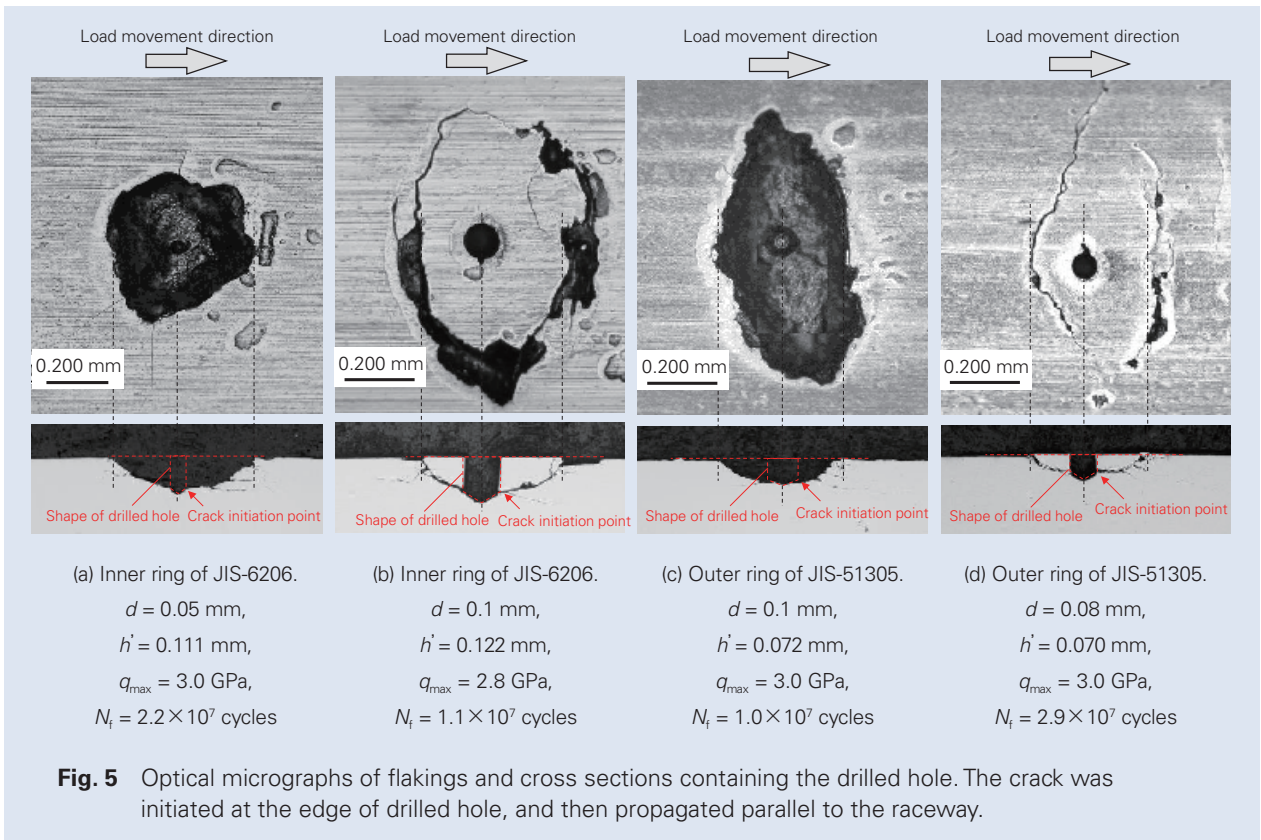 Load movement direction
Load movement direction
Load movement direction
Load movement direction
0.200 mm
0.200 mm
0.200 mm
0.200 mm
Shape of drilled hole
Crack initiation point
Shape of drilled hole
Crack initiation point
Shape of drilled hole
Crack initiation point
Shape of drilled hole
Crack initiation point
(a) Inner ring of JIS-6206.
d = 0.05 mm,
h’ = 0.111 mm,
qmax = 3.0 GPa,
Nf = 2.2×10⁷ cycles
(b) Inner ring of JIS-6206.
d = 0.1 mm,
h’ = 0.122 mm,
qmax = 2.8 GPa,
Nf = 1.1×10⁷ cycles
(c) Outer ring of JIS-51305.
d = 0.1 mm,
h’ = 0.072 mm,
qmax = 3.0 GPa,
Nf = 1.0×10⁷ cycles
(d) Outer ring of JIS-51305.
d = 0.08 mm,
h’ = 0.070 mm,
qmax = 3.0 GPa,
Nf = 2.9×10⁷ cycles
Fig. 5 Optical micrographs of flakings and cross sections containing the drilled hole. The crack was
initiated at the edge of drilled hole, and then propagated parallel to the raceway.